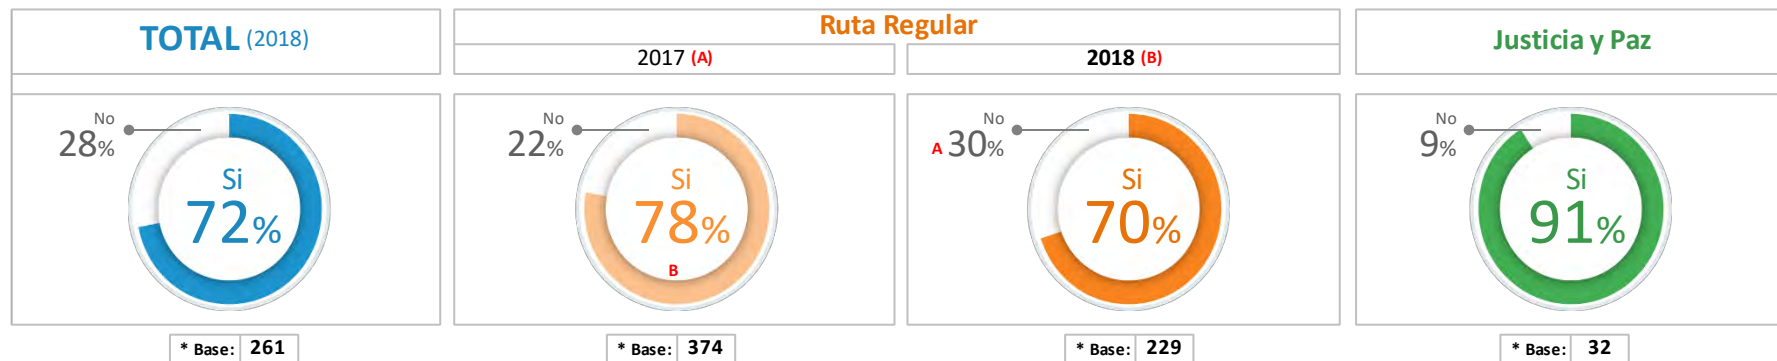 TOTAL (2018)
Ruta Regular
2017 (A)
2018 (B)
Justicia y Paz
No
28%
Si
72%
No
22%
Si
78%
B
No
A 30%
Si
70%
No
9%
Si
91%
* Base: 261
* Base: 374
* Base: 229
* Base: 32